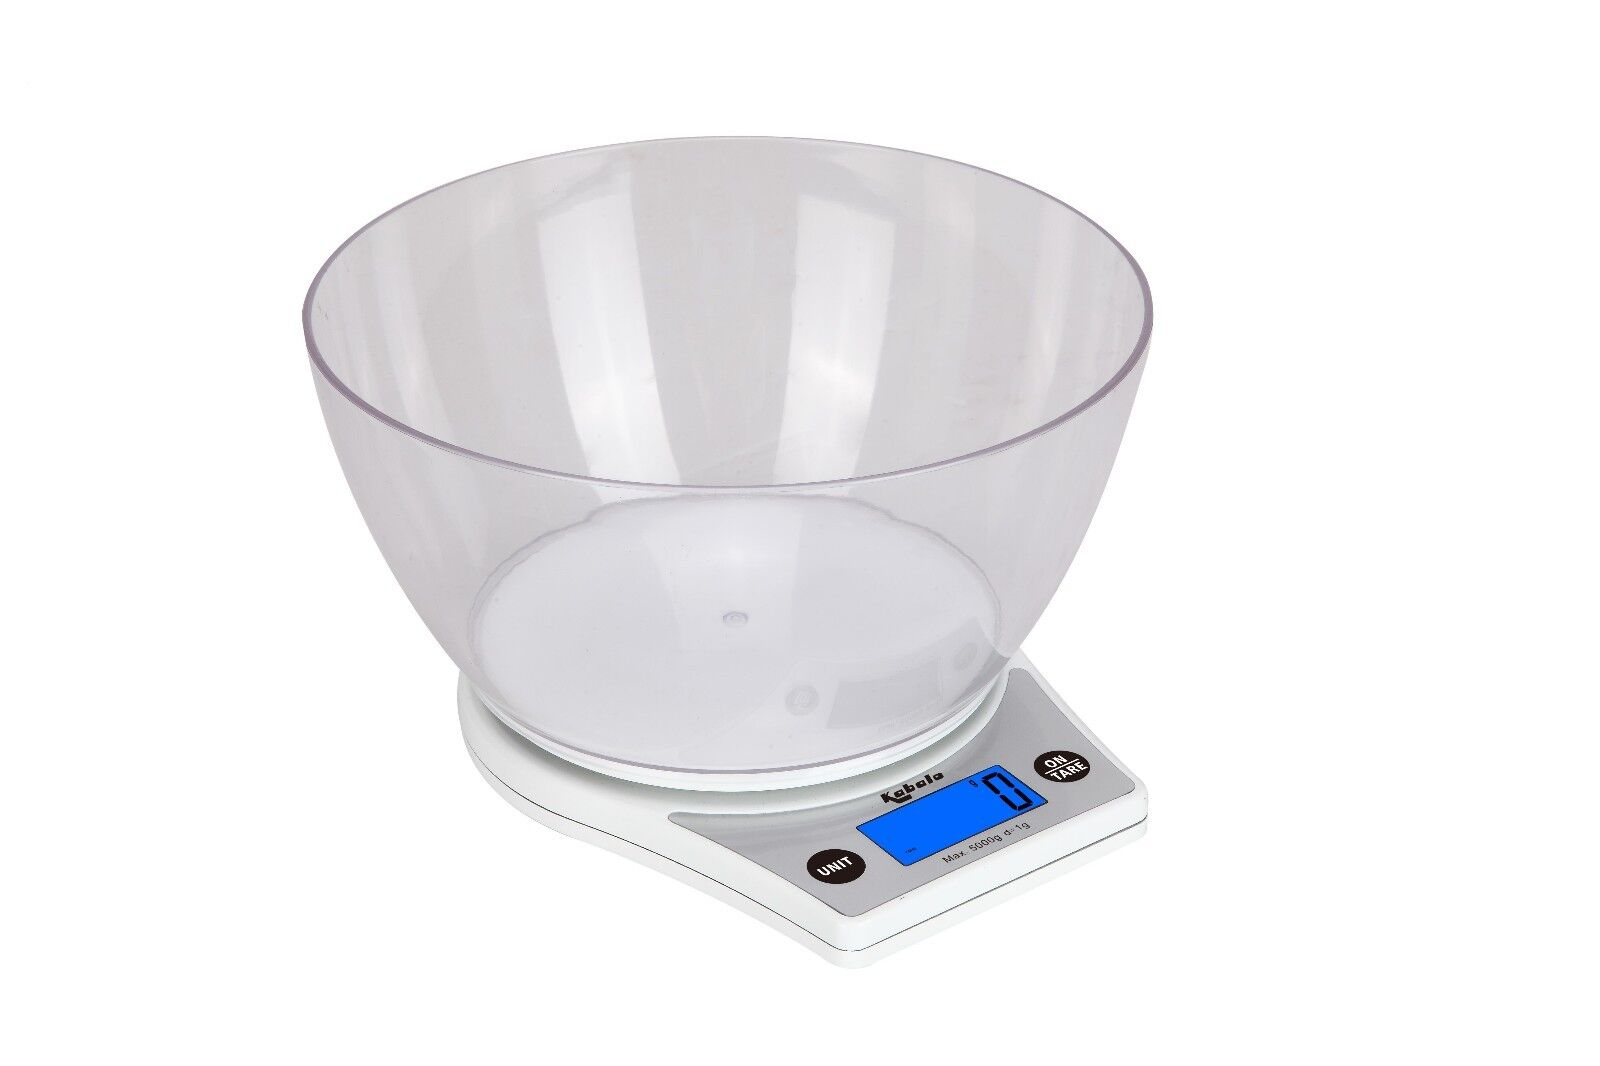 Kabalo
g 0
ON
TARE
UNIT
Max. 5000g d=1g